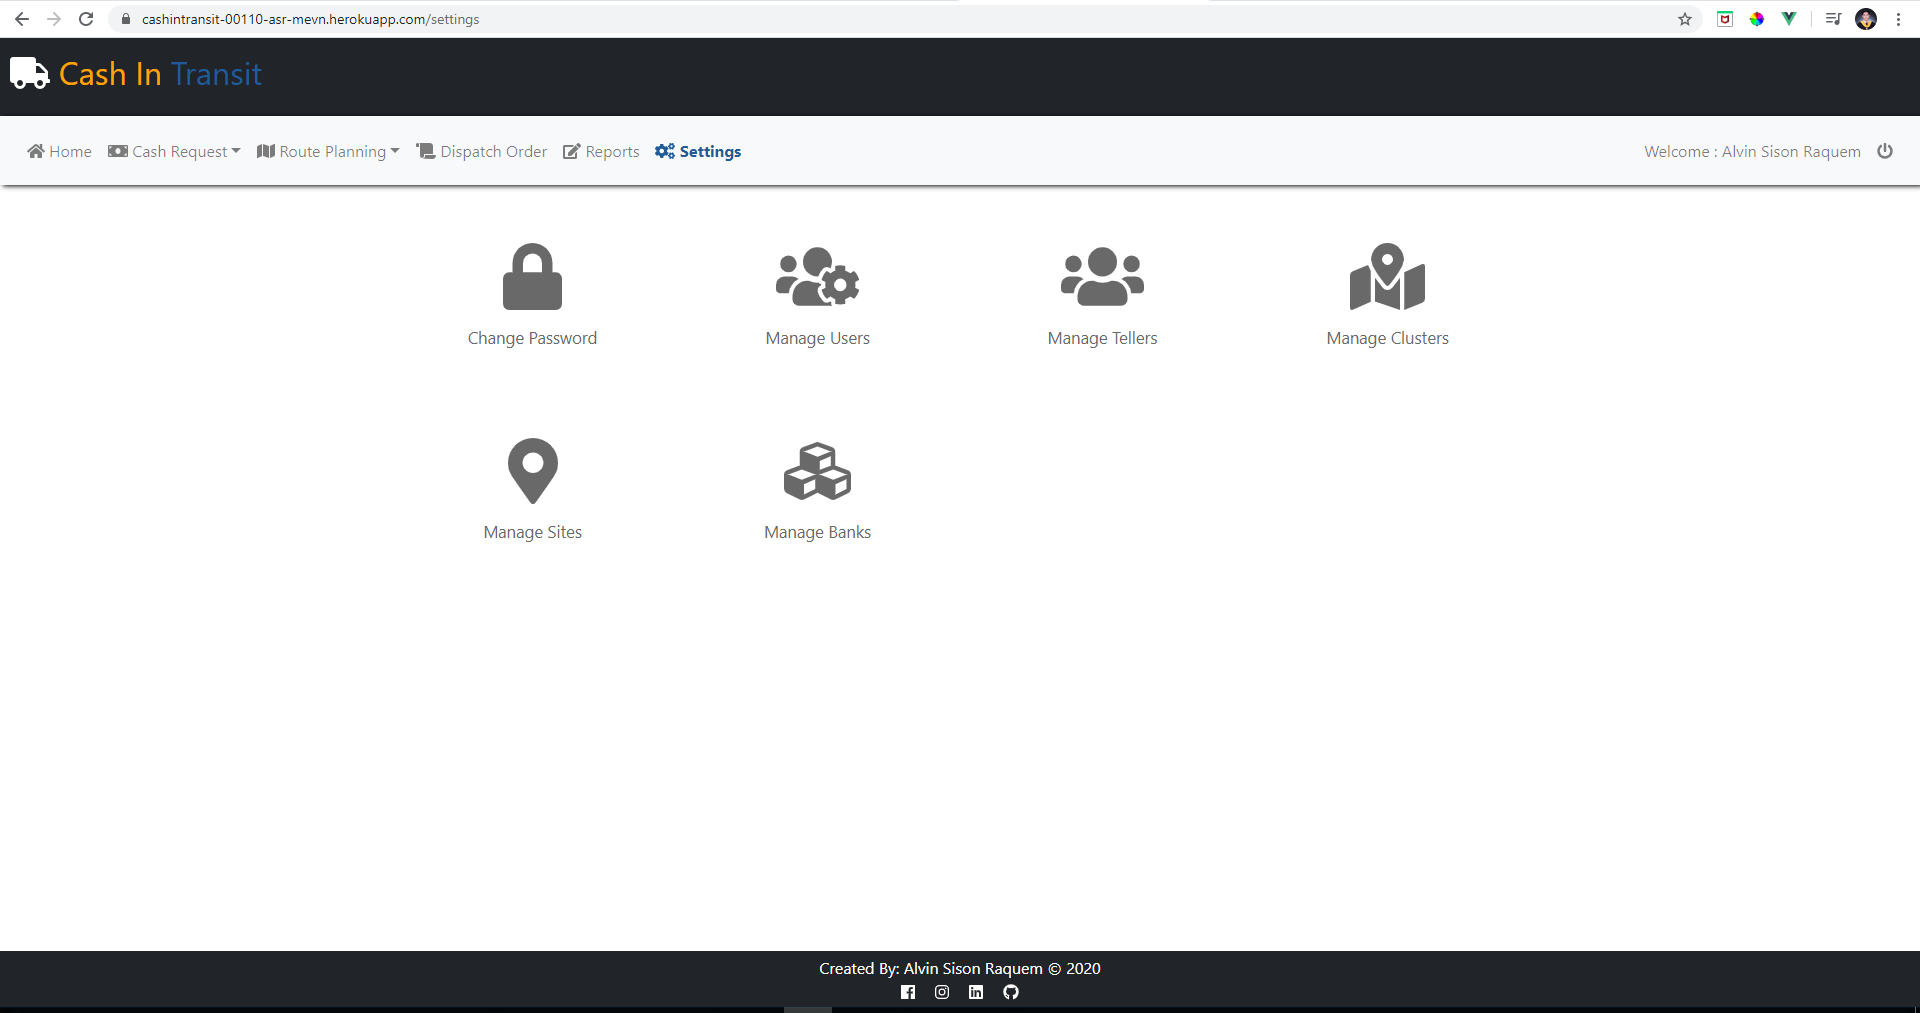 cashintransit-00110-asr-mevn.herokuapp.com/settings
Cash In Transit
Home Cash Request Route Planning Dispatch Order Reports Settings Welcome : Alvin Sison Raquem
Change Password Manage Users Manage Tellers Manage Clusters
Manage Sites Manage Banks
Created By: Alvin Sison Raquem © 2020